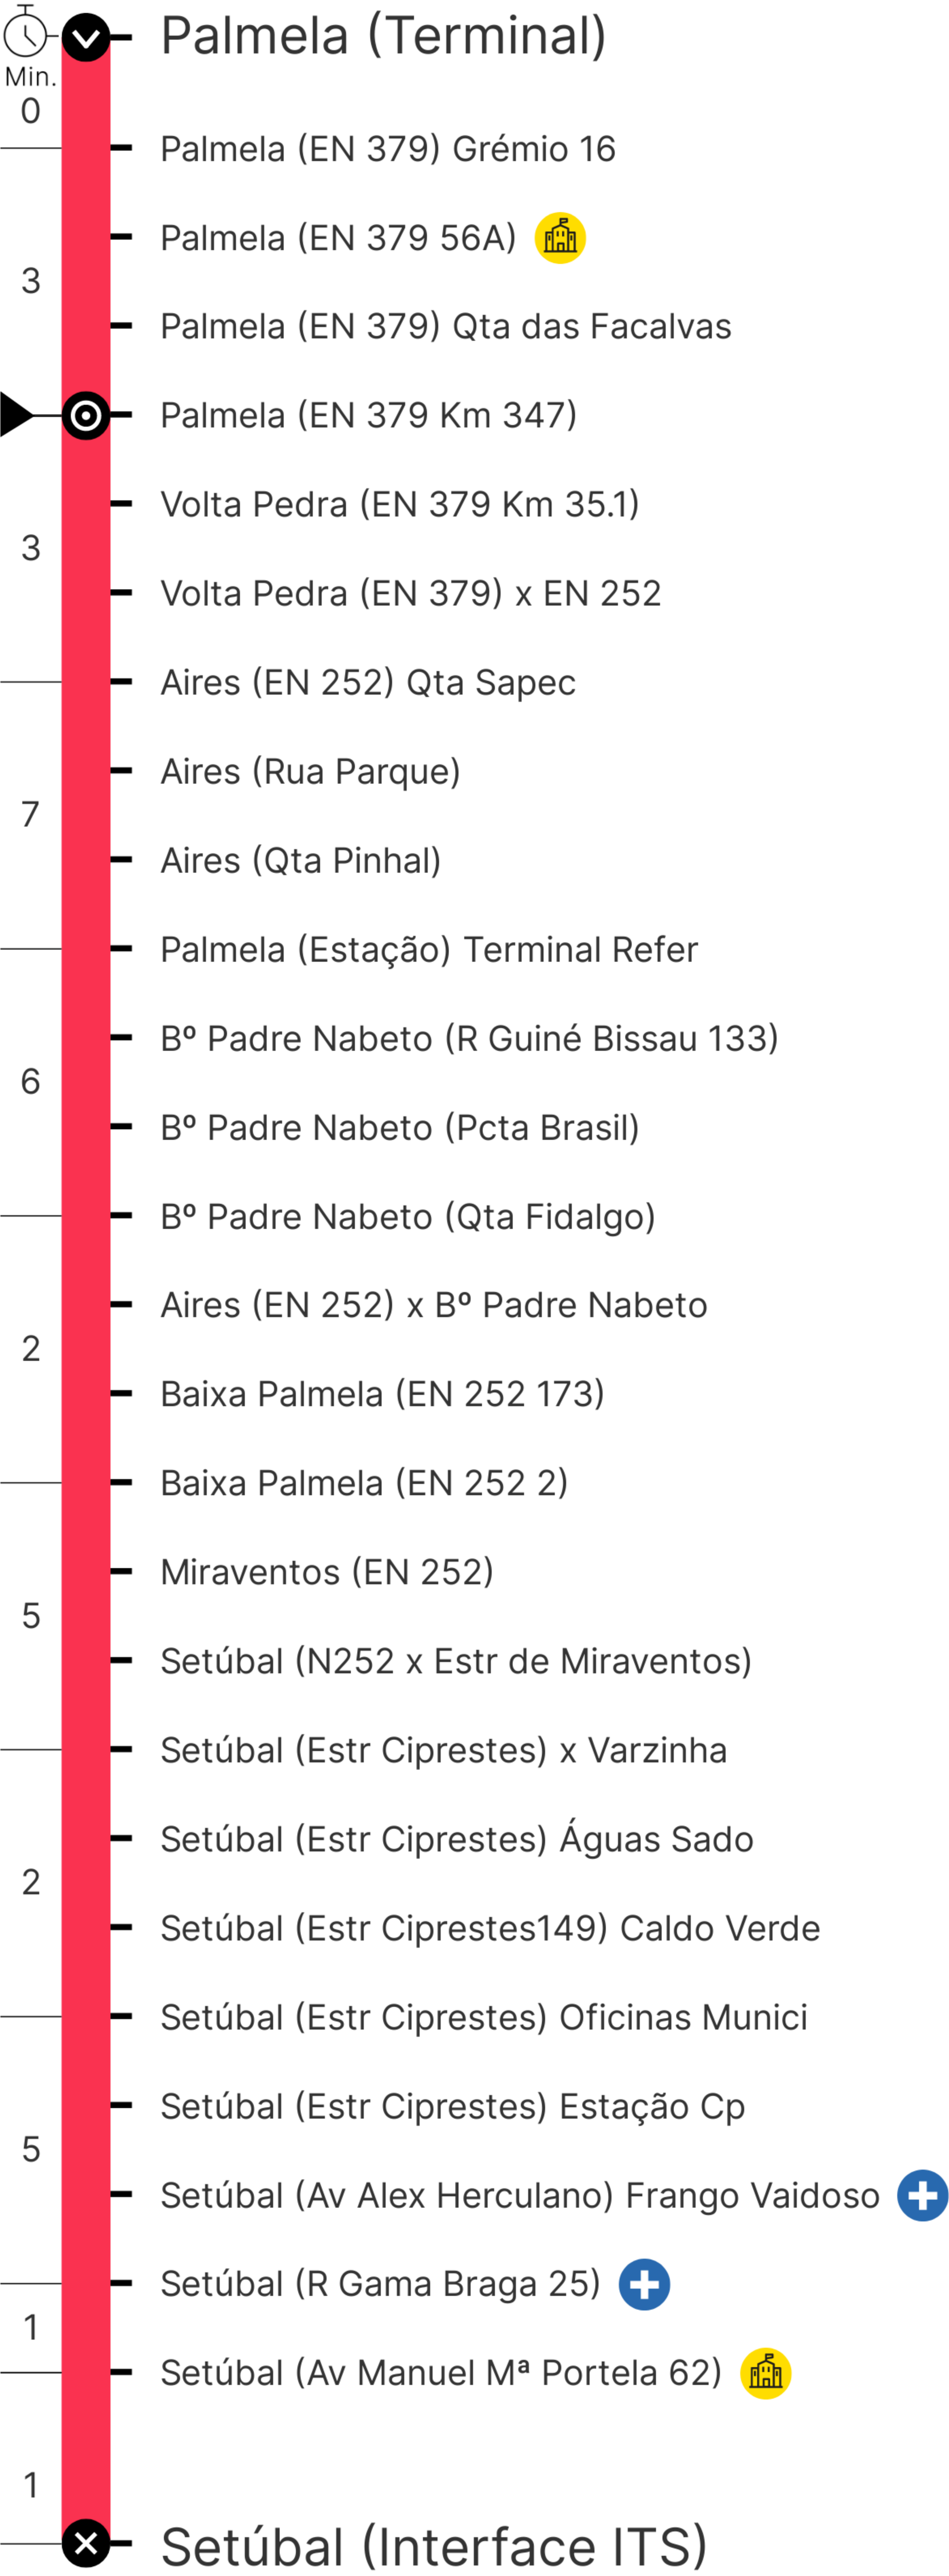 Palmela (Terminal)
Min.
0
Palmela (EN 379) Grémio 16
Palmela (EN 379 56A)
3
Palmela (EN 379) Qta das Facalvas
Palmela (EN 379 Km 347)
Volta Pedra (EN 379 Km 35.1)
3
Volta Pedra (EN 379) x EN 252
Aires (EN 252) Qta Sapec
Aires (Rua Parque)
7
Aires (Qta Pinhal)
Palmela (Estação) Terminal Refer
Bº Padre Nabeto (R Guiné Bissau 133)
6
Bº Padre Nabeto (Pcta Brasil)
Bº Padre Nabeto (Qta Fidalgo)
Aires (EN 252) x Bº Padre Nabeto
2
Baixa Palmela (EN 252 173)
Baixa Palmela (EN 252 2)
Miraventos (EN 252)
5
Setúbal (N252 x Estr de Miraventos)
Setúbal (Estr Ciprestes) x Varzinha
Setúbal (Estr Ciprestes) Águas Sado
2
Setúbal (Estr Ciprestes149) Caldo Verde
Setúbal (Estr Ciprestes) Oficinas Munici
Setúbal (Estr Ciprestes) Estação Cp
5
Setúbal (Av Alex Herculano) Frango Vaidoso
Setúbal (R Gama Braga 25)
1
Setúbal (Av Manuel Mª Portela 62)
1
Setúbal (Interface ITS)